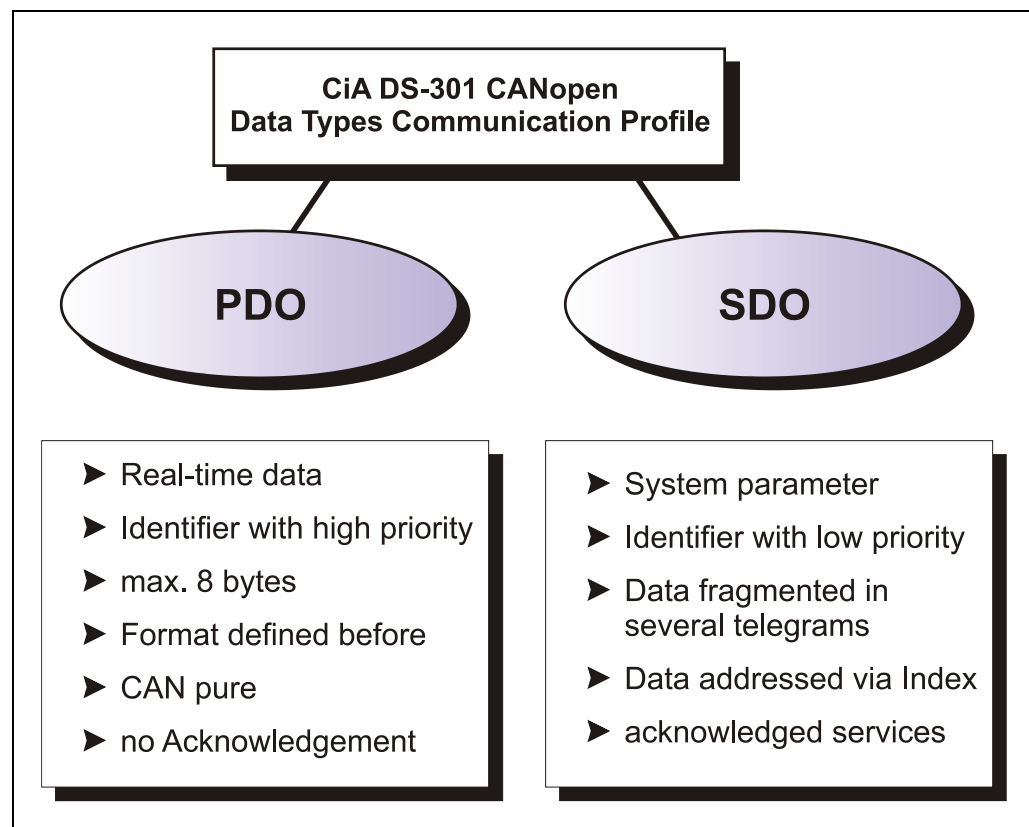 CiA DS-301 CANopen
Data Types Communication Profile
PDO
SDO
➤ Real-time data
➤ Identifier with high priority
➤ max. 8 bytes
➤ Format defined before
➤ CAN pure
➤ no Acknowledgement
➤ System parameter
➤ Identifier with low priority
➤ Data fragmented in
several telegrams
➤ Data addressed via Index
➤ acknowledged services